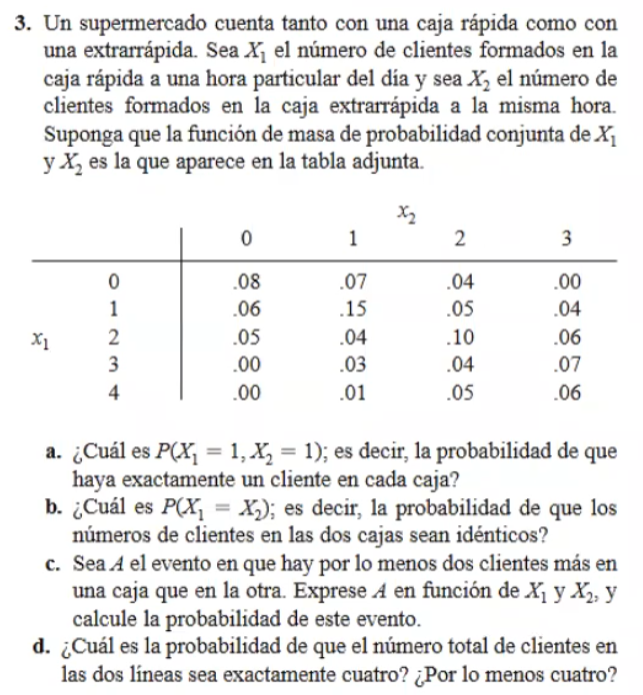 3. Un supermercado cuenta tanto con una caja rápida como con
una extrarrápida. Sea X₁ el número de clientes formados en la
caja rápida a una hora particular del día y sea X₂ el número de
clientes formados en la caja extrarrápida a la misma hora.
Suponga que la función de masa de probabilidad conjunta de X₁
y X₂ es la que aparece en la tabla adjunta.
x₂
0 1 2 3
0 .08 .07 .04 .00
1 .06 .15 .05 .04
x₁ 2 .05 .04 .10 .06
3 .00 .03 .04 .07
4 .00 .01 .05 .06
a. ¿Cuál es P(X₁ = 1, X₂ = 1); es decir, la probabilidad de que
haya exactamente un cliente en cada caja?
b. ¿Cuál es P(X₁ = X₂); es decir, la probabilidad de que los
números de clientes en las dos cajas sean idénticos?
c. Sea A el evento en que hay por lo menos dos clientes más en
una caja que en la otra. Exprese A en función de X₁ y X₂, y
calcule la probabilidad de este evento.
d. ¿Cuál es la probabilidad de que el número total de clientes en
las dos líneas sea exactamente cuatro? ¿Por lo menos cuatro?